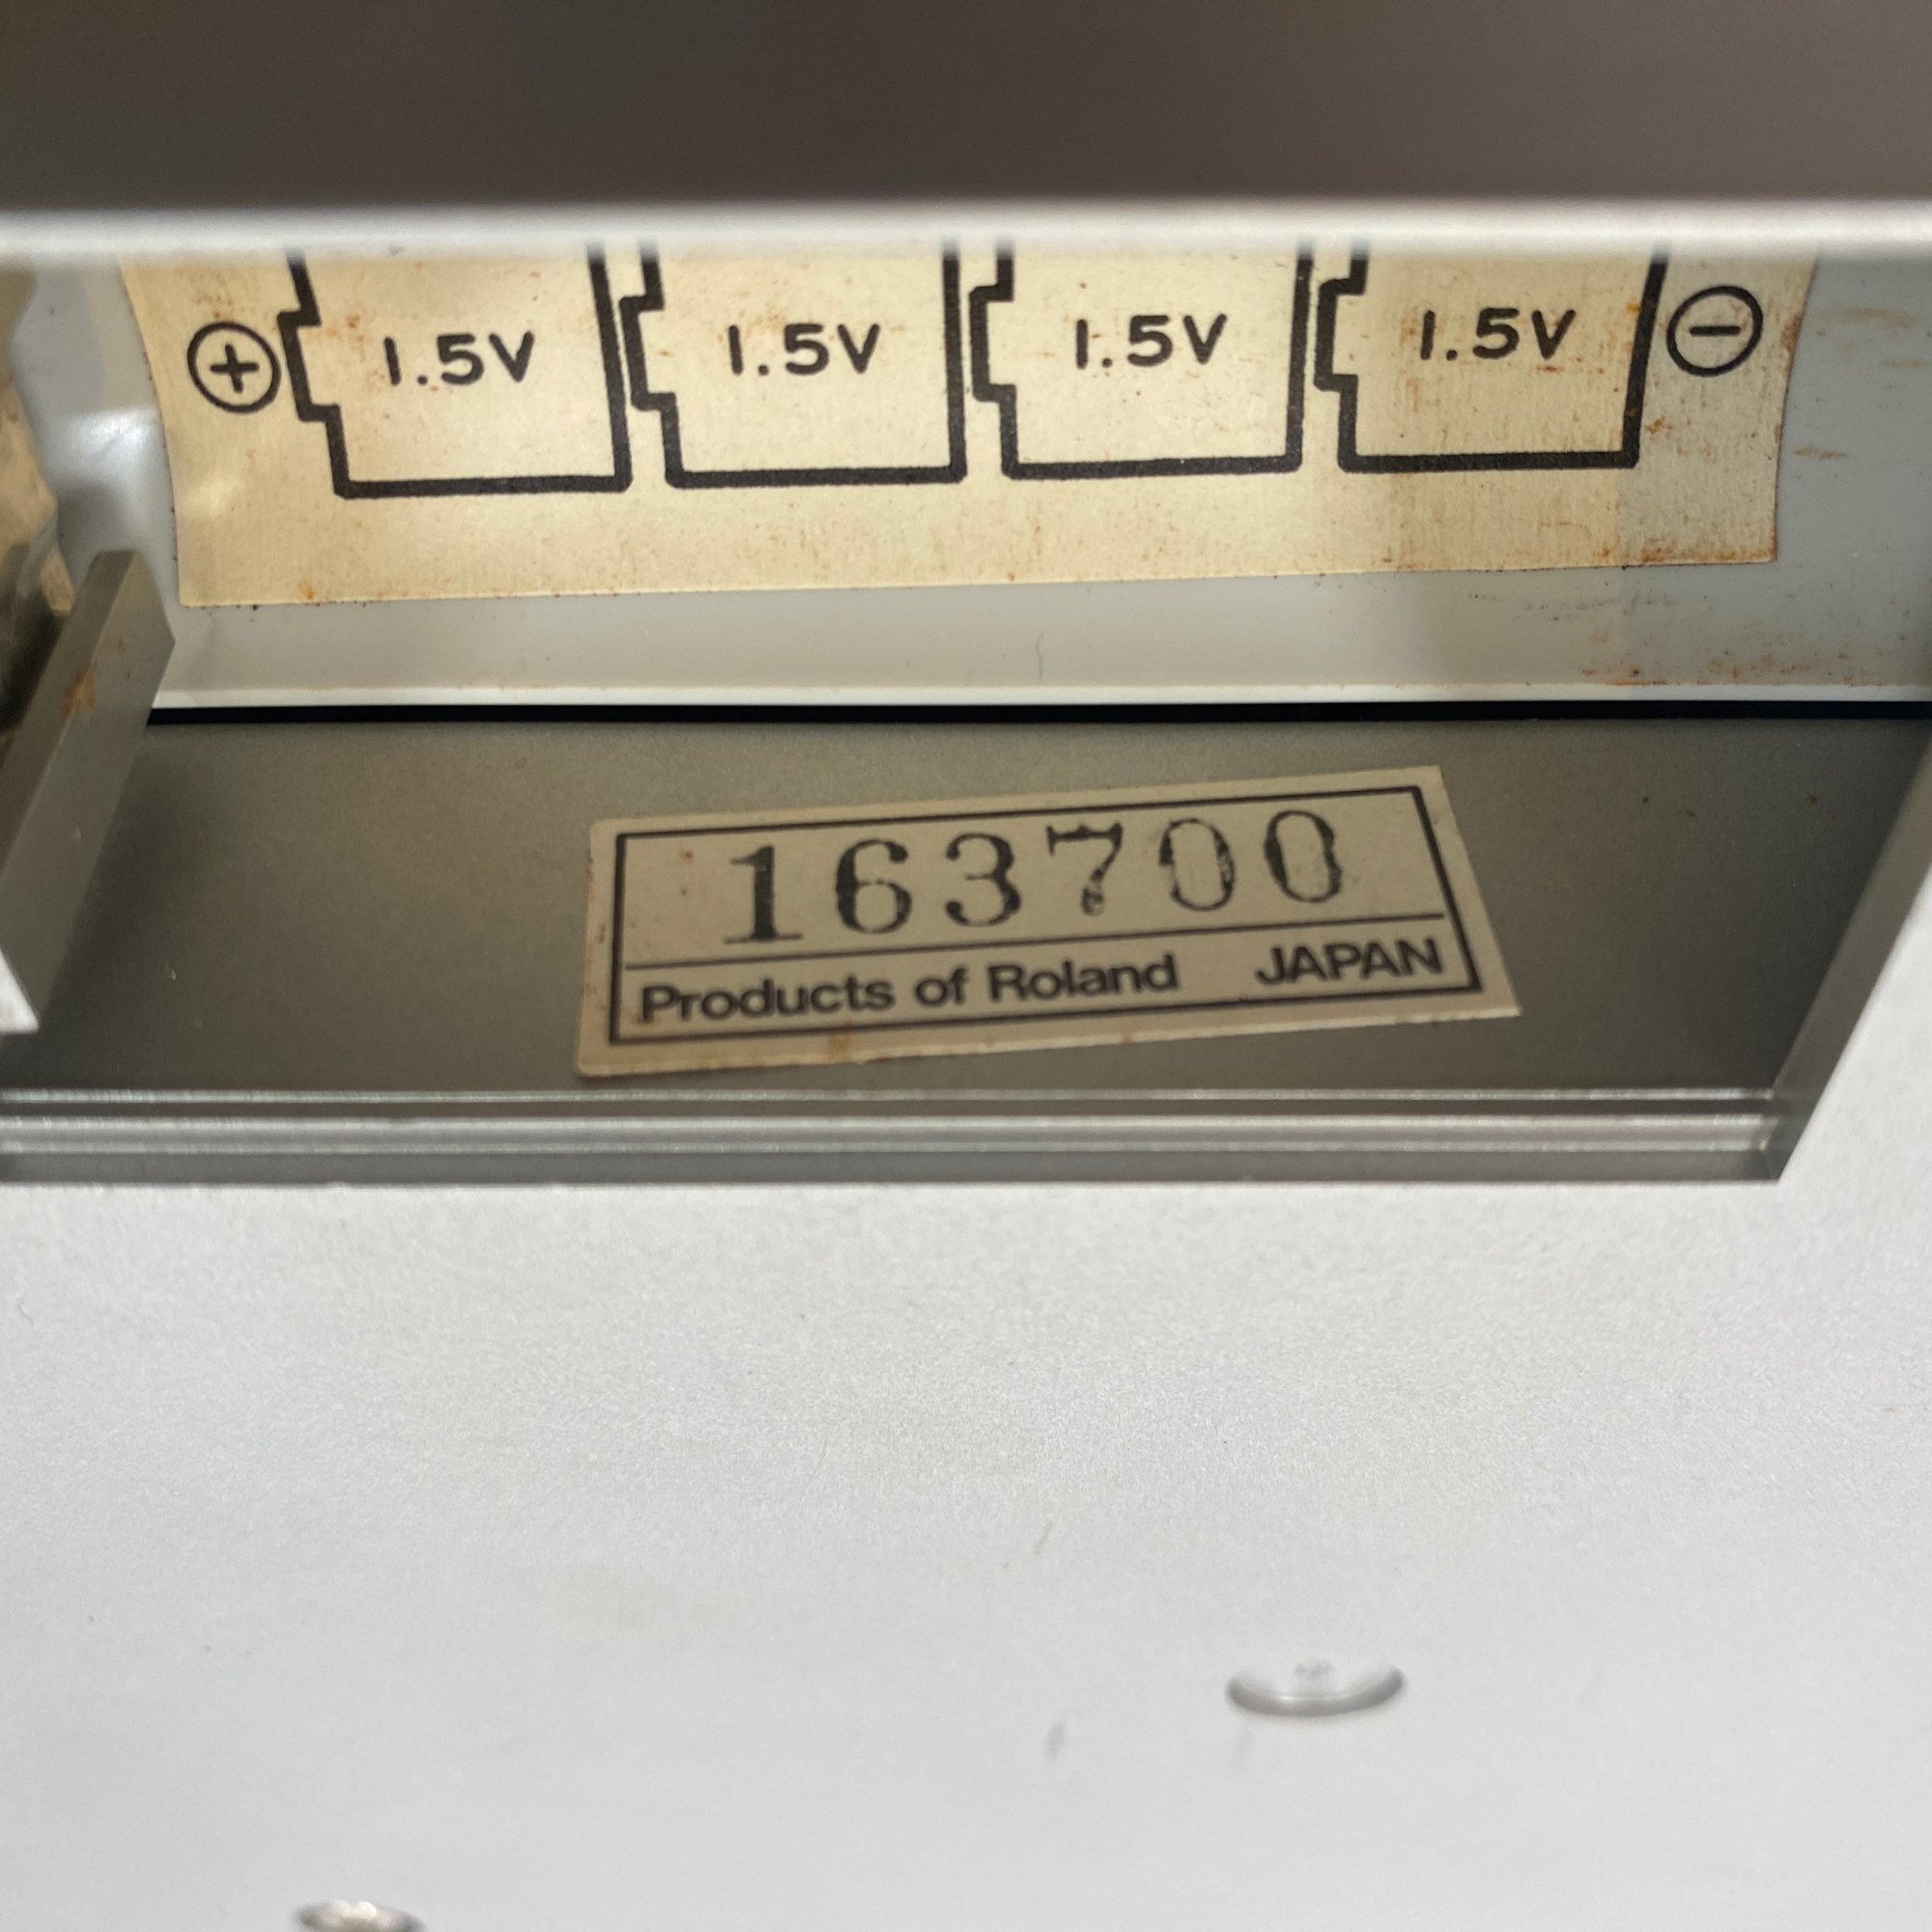 ⊕ 1.5V 1.5V 1.5V 1.5V ⊖
163700
Products of Roland JAPAN